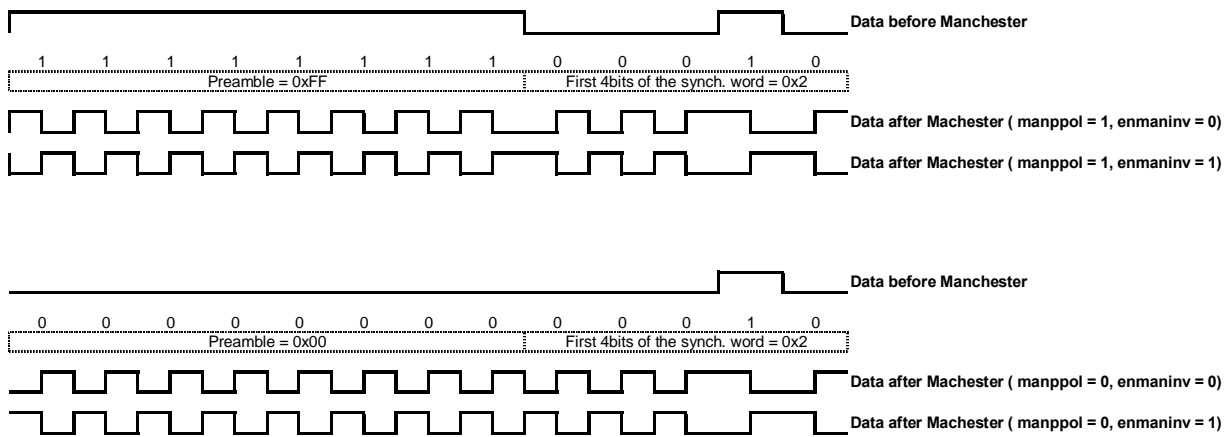 Data before Manchester
1 1 1 1 1 1 1 1 0 0 0 1 0
Preamble = 0xFF First 4bits of the synch. word = 0x2
Data after Machester ( manppol = 1, enmaninv = 0)
Data after Machester ( manppol = 1, enmaninv = 1)
Data before Manchester
0 0 0 0 0 0 0 0 0 0 0 1 0
Preamble = 0x00 First 4bits of the synch. word = 0x2
Data after Machester ( manppol = 0, enmaninv = 0)
Data after Machester ( manppol = 0, enmaninv = 1)